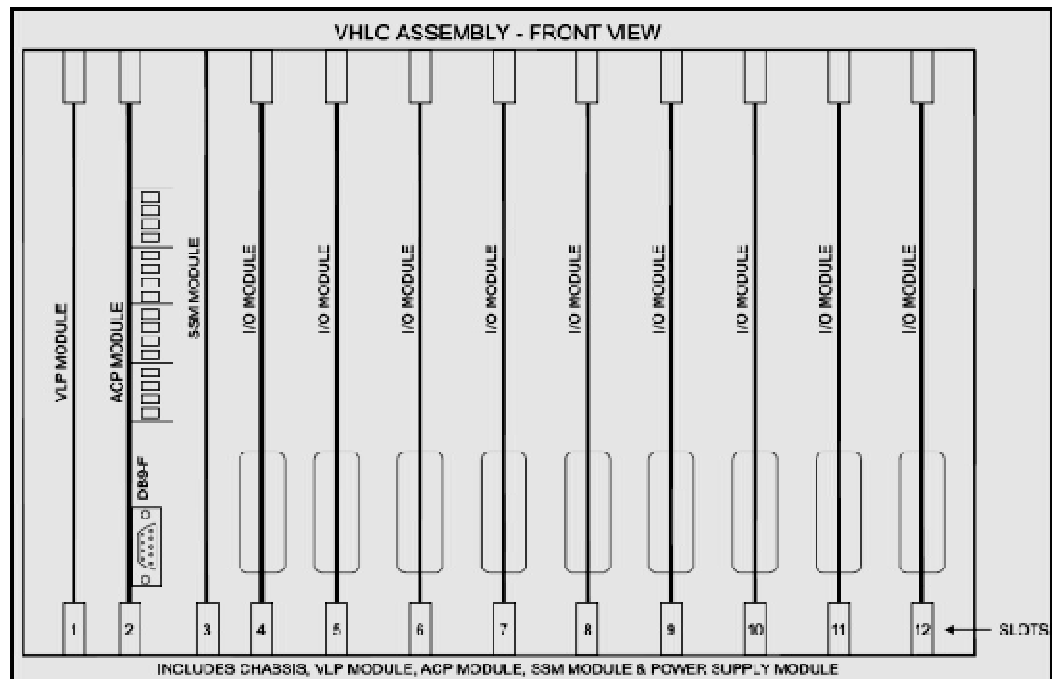 VHLC ASSEMBLY - FRONT VIEW
VLP MODULE
ACP MODULE
DB9-F
SSM MODULE
I/O MODULE
I/O MODULE
I/O MODULE
I/O MODULE
I/O MODULE
I/O MODULE
I/O MODULE
I/O MODULE
I/O MODULE
1 2 3 4 5 6 7 8 9 10 11 12 SLOTS
INCLUDES CHASSIS, VLP MODULE, ACP MODULE, SSM MODULE & POWER SUPPLY MODULE